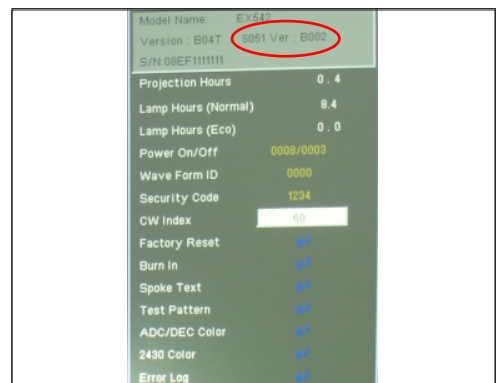 Model Name: EX542
Version : B04T 8051 Ver : B002
S/N:08EF1111111
Projection Hours 0 . 4
Lamp Hours (Normal) 8.4
Lamp Hours (Eco) 0 . 0
Power On/Off 0008/0003
Wave Form ID 0000
Security Code 1234
CW Index 60
Factory Reset
Burn In
Spoke Text
Test Pattern
ADC/DEC Color
2430 Color
Error Log